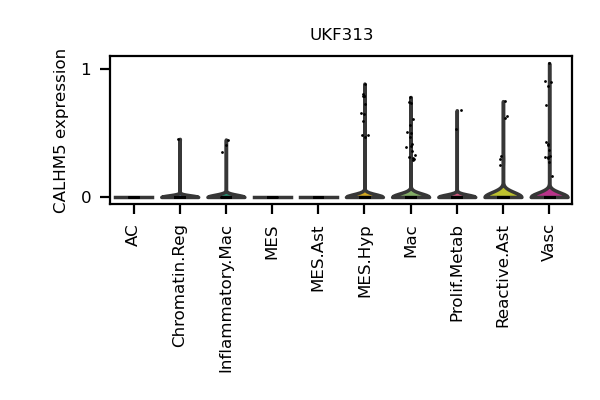 UKF313
CALHM5 expression
1
0
AC
Chromatin.Reg
Inflammatory.Mac
MES
MES.Ast
MES.Hyp
Mac
Prolif.Metab
Reactive.Ast
Vasc